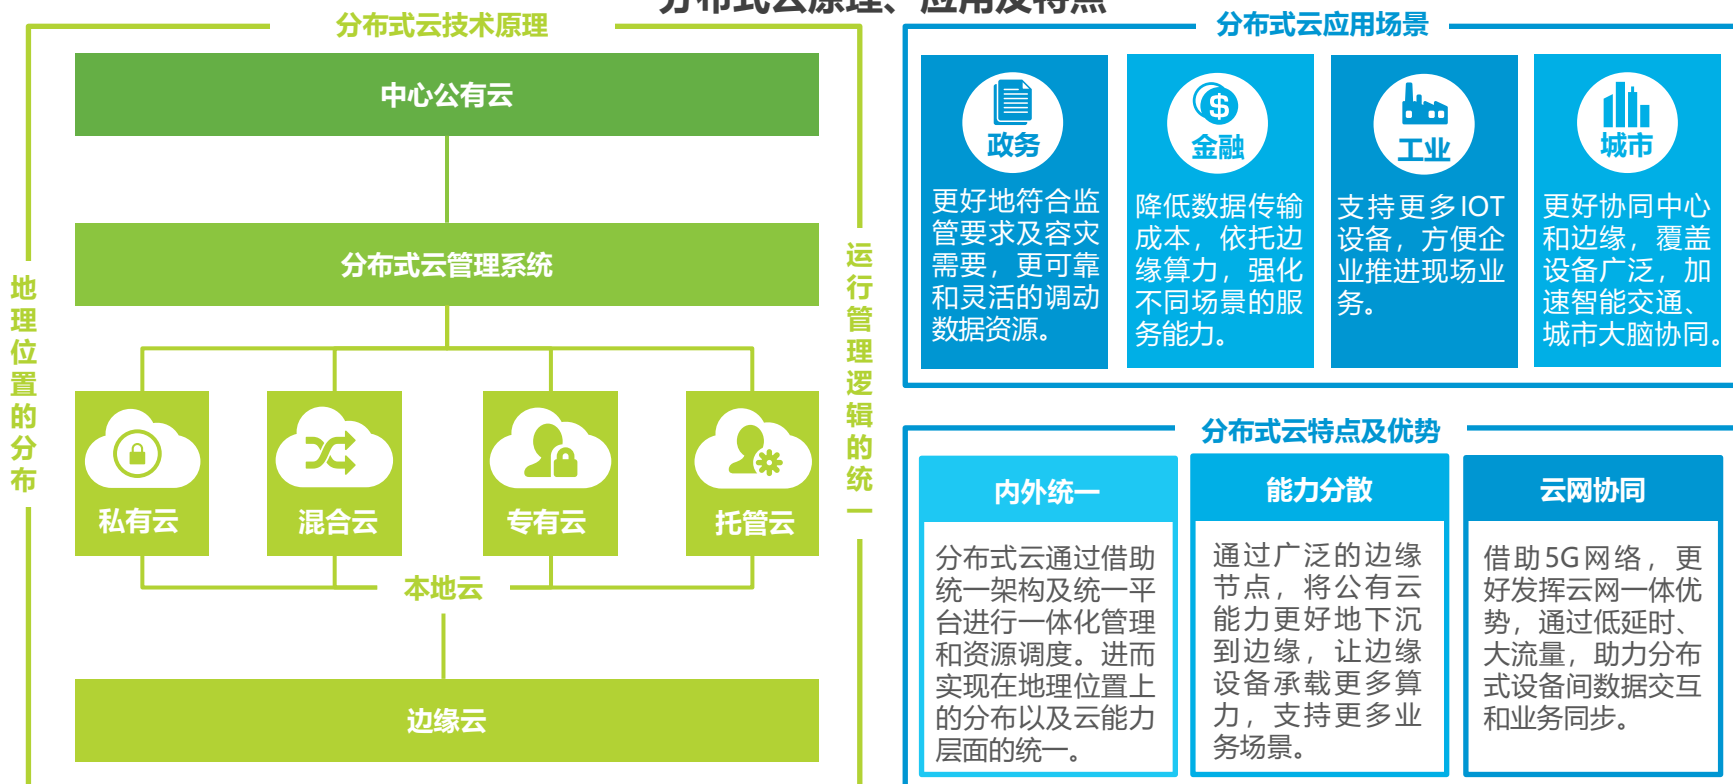 分布式云原理、应用及特点
分布式云技术原理
中心公有云
分布式云管理系统
地理位置的分布
运行管理逻辑的统一
私有云
混合云
专有云
托管云
本地云
边缘云
分布式云应用场景
政务
更好地符合监
管要求及容灾
需要，更可靠
和灵活的调动
数据资源。
金融
降低数据传输
成本，依托边
缘算力，强化
不同场景的服
务能力。
工业
支持更多IOT
设备，方便企
业推进现场业
务。
城市
更好协同中心
和边缘，覆盖
设备广泛，加
速智能交通、
城市大脑协同。
分布式云特点及优势
内外统一
分布式云通过借助
统一架构及统一平
台进行一体化管理
和资源调度。进而
实现在地理位置上
的分布以及云能力
层面的统一。
能力分散
通过广泛的边缘
节点，将公有云
能力更好地下沉
到边缘，让边缘
设备承载更多算
力，支持更多业
务场景。
云网协同
借助5G网络，更
好发挥云网一体优
势，通过低延时、
大流量，助力分布
式设备间数据交互
和业务同步。